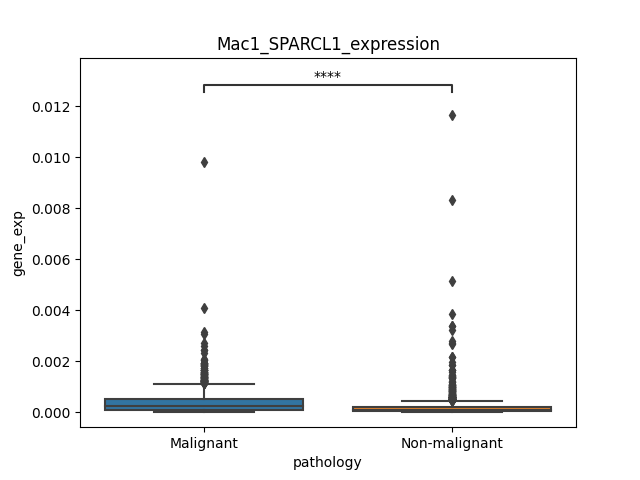 Mac1_SPARCL1_expression
****
0.012
0.010
0.008
0.006
0.004
0.002
0.000
gene_exp
Malignant
Non-malignant
pathology